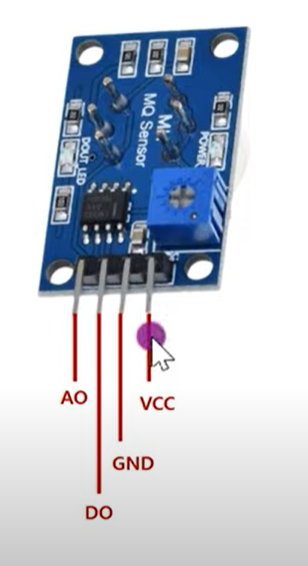 MQ Sensor
POWER
DOUT LED
AO
VCC
GND
DO